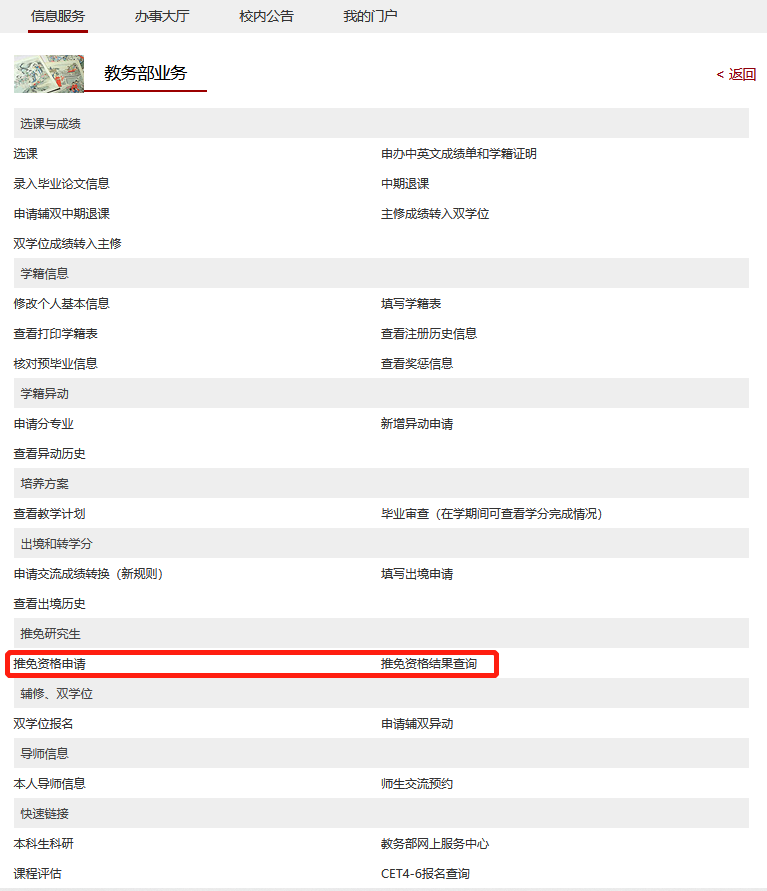 信息服务 办事大厅 校内公告 我的门户
教务部业务 < 返回
选课与成绩
选课 申办中英文成绩单和学籍证明
录入毕业论文信息 中期退课
申请辅双中期退课 主修成绩转入双学位
双学位成绩转入主修
学籍信息
修改个人基本信息 填写学籍表
查看打印学籍表 查看注册历史信息
核对预毕业信息 查看奖惩信息
学籍异动
申请分专业 新增异动申请
查看异动历史
培养方案
查看教学计划 毕业审查（在学期间可查看学分完成情况）
出境和转学分
申请交流成绩转换（新规则） 填写出境申请
查看出境历史
推免研究生
推免资格申请 推免资格结果查询
辅修、双学位
双学位报名 申请辅双异动
导师信息
本人导师信息 师生交流预约
快速链接
本科生科研 教务部网上服务中心
课程评估 CET4-6报名查询